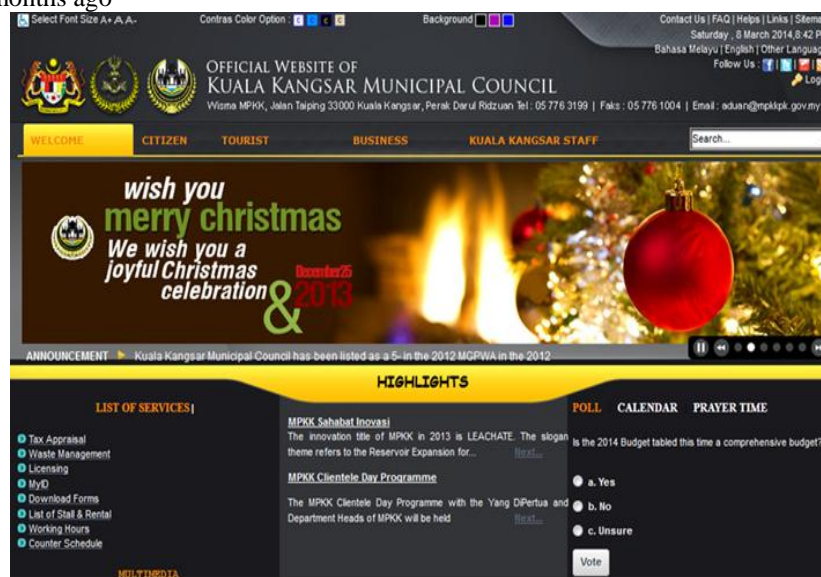 months ago
Select Font Size A+ A A-
Contras Color Option : c c c c
Background
Contact Us | FAQ | Helps | Links |
Saturday , 8 March 2014,8:42
Bahasa Melayu | English | Other
Follow Us :
OFFICIAL WEBSITE OF
KUALA KANGSAR MUNICIPAL COUNCIL
Wisma MPKK, Jalan Taiping 33000 Kuala Kangsar, Perak Darul Ridzuan Tel : 05 776 3199 | Faks : 05 776 1004 | Email : aduan@mpkkpk.gov.my
WELCOME CITIZEN TOURIST BUSINESS KUALA KANGSAR STAFF Search...
wish you
merry christmas
We wish you a
joyful Christmas
celebration
&
December25
2013
ANNOUNCEMENT Kuala Kangsar Municipal Council has been listed as a 5- in the 2012 MGPWA in the 2012
HIGHLIGHTS
LIST OF SERVICES|
Tax Appraisal
Waste Management
Licensing
MyID
Download Forms
List of Stall & Rental
Working Hours
Counter Schedule
MULTIMEDIA
MPKK Sahabat Inovasi
The innovation title of MPKK in 2013 is LEACHATE. The slogan
theme refers to the Reservoir Expansion for... Next...
MPKK Clientele Day Programme
The MPKK Clientele Day Programme with the Yang DiPertua and
Department Heads of MPKK will be held Next...
POLL CALENDAR PRAYER TIME
Is the 2014 Budget tabled this time a comprehensive budget?
a. Yes
b. No
c. Unsure
Vote